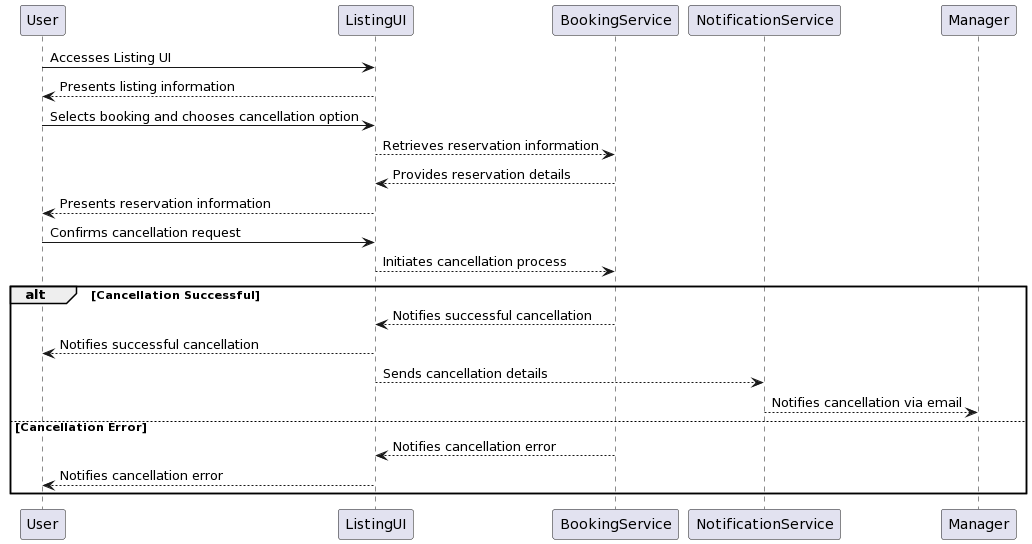 User ListingUI BookingService NotificationService Manager
Accesses Listing UI
Presents listing information
Selects booking and chooses cancellation option
Retrieves reservation information
Provides reservation details
Presents reservation information
Confirms cancellation request
Initiates cancellation process
alt [Cancellation Successful]
Notifies successful cancellation
Notifies successful cancellation
Sends cancellation details
Notifies cancellation via email
[Cancellation Error]
Notifies cancellation error
Notifies cancellation error
User ListingUI BookingService NotificationService Manager